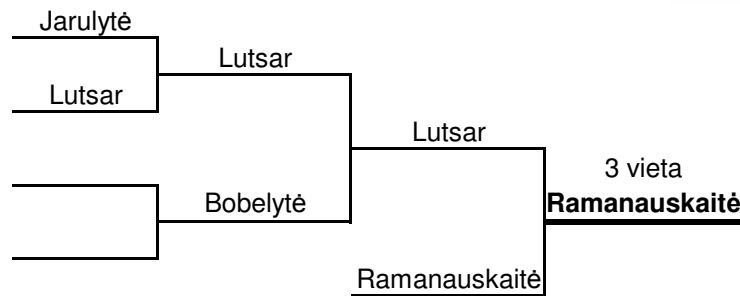 Jarulytė
Lutsar
Lutsar
Lutsar
3 vieta
Bobelytė
Ramanauskaitė
Ramanauskaitė